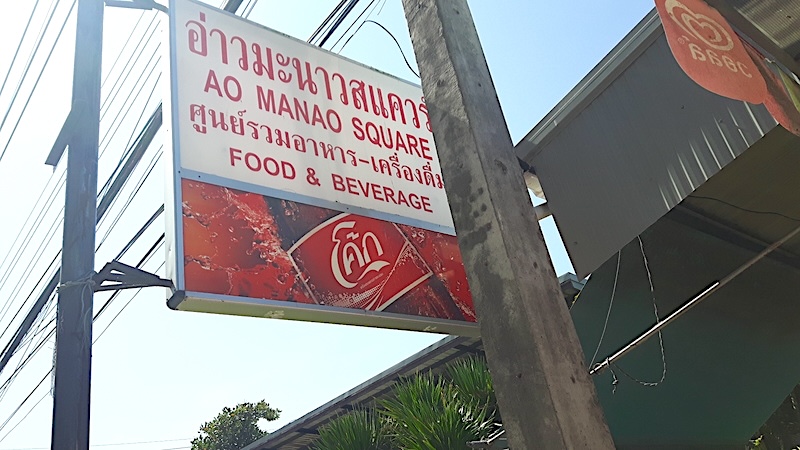 อ่าวมะนาวสแควร์
AO MANAO SQUARE
ศูนย์รวมอาหาร-เครื่องดื่ม
FOOD & BEVERAGE
โค้ก